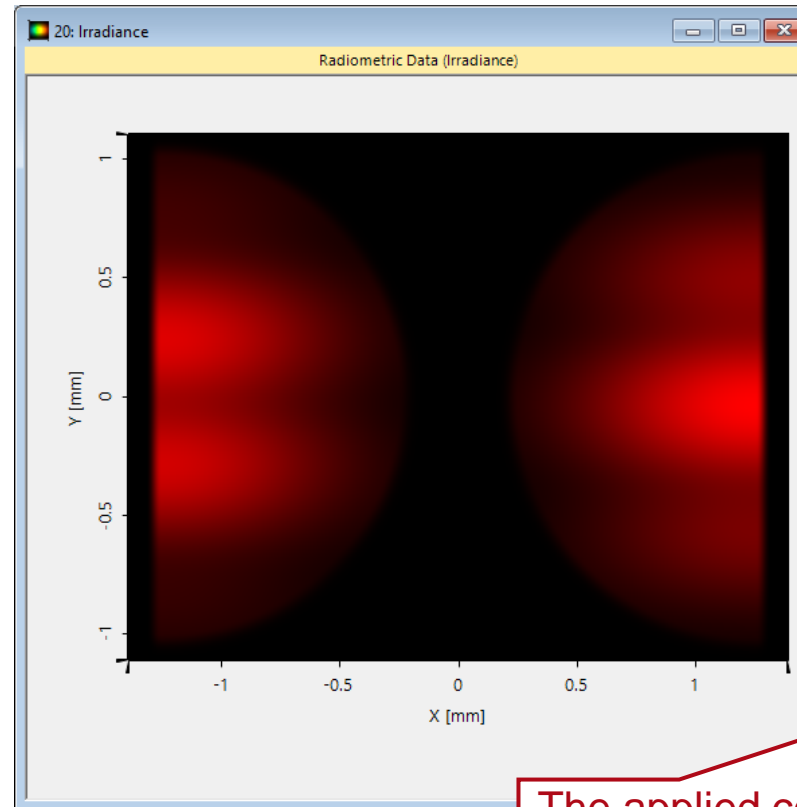 20: Irradiance
Radiometric Data (Irradiance)
1
0.5
0
-0.5
-1
Y [mm]
-1 -0.5 0 0.5 1
X [mm]
The applied